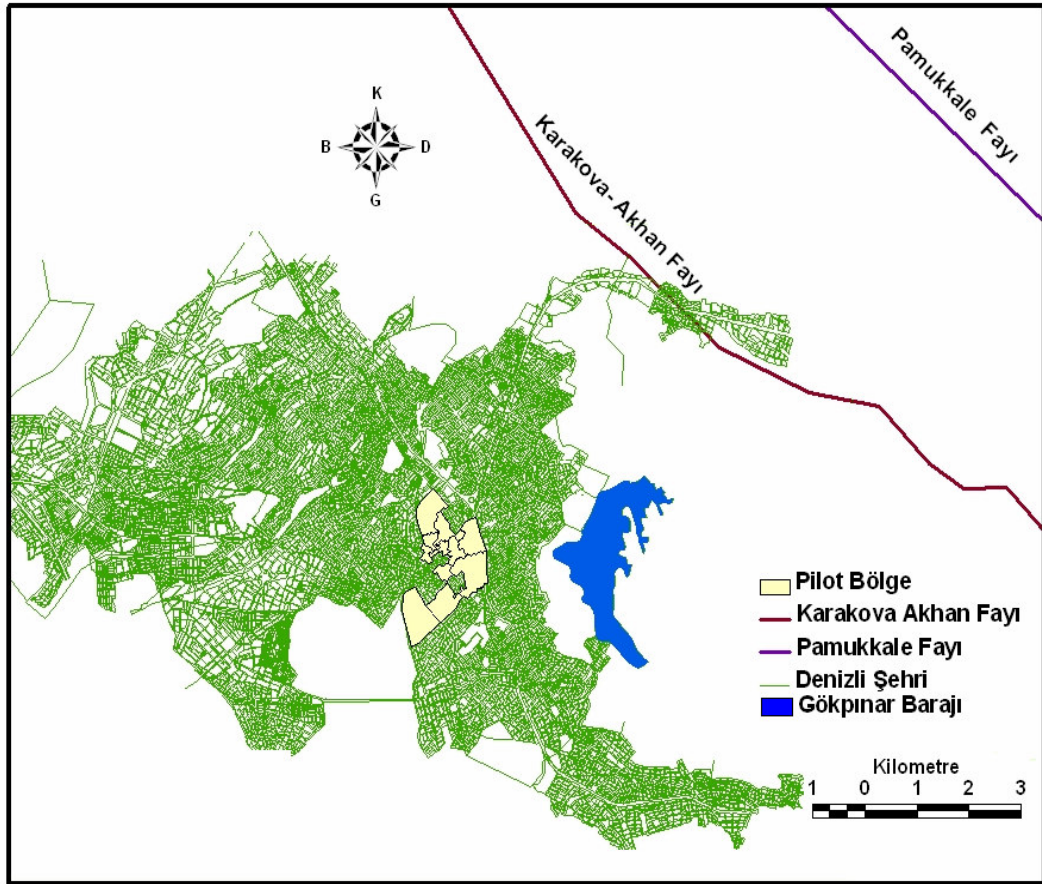 Pamukkale Fayı
K
B D
G
Karakova- Akhan Fayı
Pilot Bölge
Karakova Akhan Fayı
Pamukkale Fayı
Denizli Şehri
Gökpınar Barajı
Kilometre
1 0 1 2 3